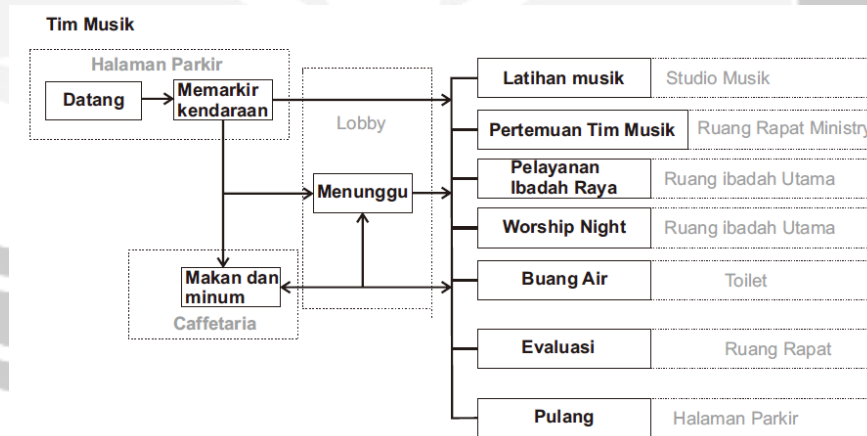 Tim Musik
Halaman Parkir
Datang
Memarkir
kendaraan
Lobby
Menunggu
Makan dan
minum
Caffetaria
Latihan musik
Studio Musik
Pertemuan Tim Musik
Ruang Rapat Ministry
Pelayanan
Ibadah Raya
Ruang ibadah Utama
Worship Night
Ruang ibadah Utama
Buang Air
Toilet
Evaluasi
Ruang Rapat
Pulang
Halaman Parkir